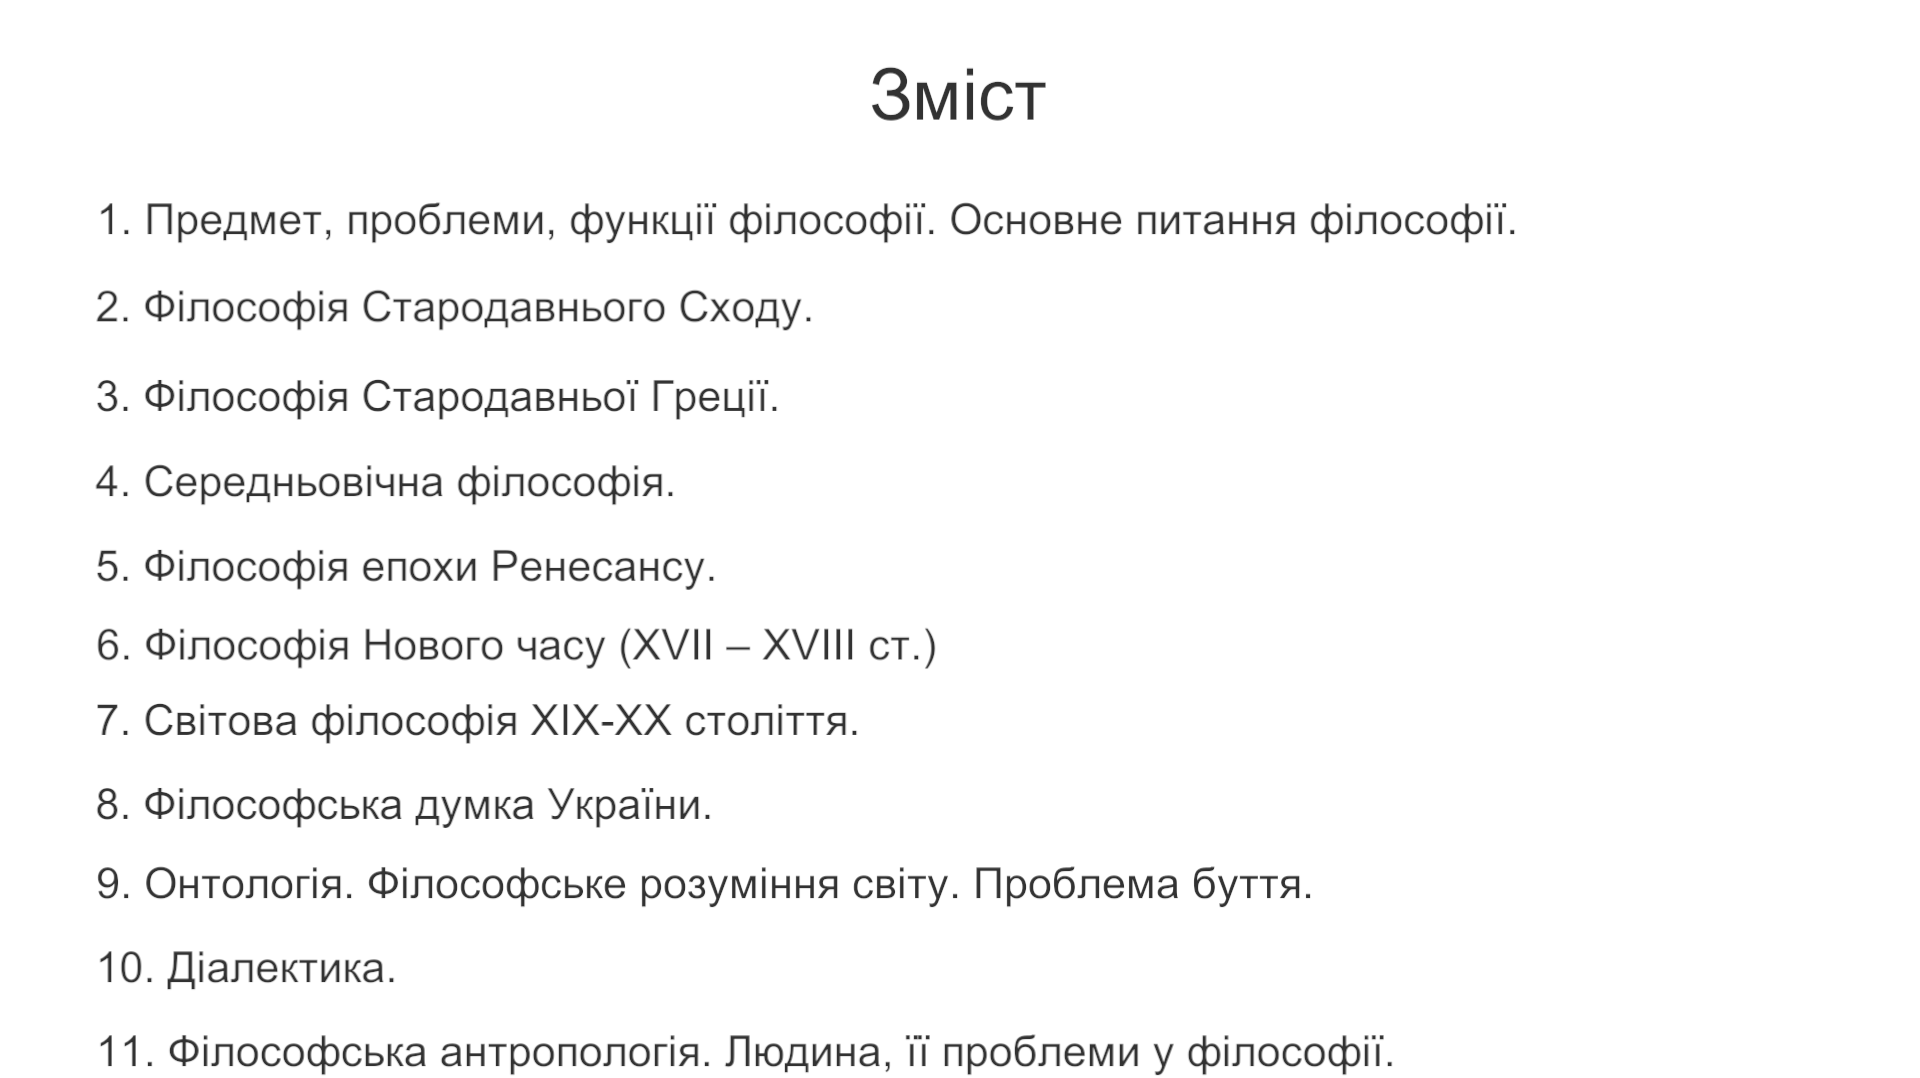 Зміст
1. Предмет, проблеми, функції філософії. Основне питання філософії.
2. Філософія Стародавнього Сходу.
3. Філософія Стародавньої Греції.
4. Середньовічна філософія.
5. Філософія епохи Ренесансу.
6. Філософія Нового часу (XVII – XVIII ст.)
7. Світова філософія XIX-XX століття.
8. Філософська думка України.
9. Онтологія. Філософське розуміння світу. Проблема буття.
10. Діалектика.
11. Філософська антропологія. Людина, її проблеми у філософії.